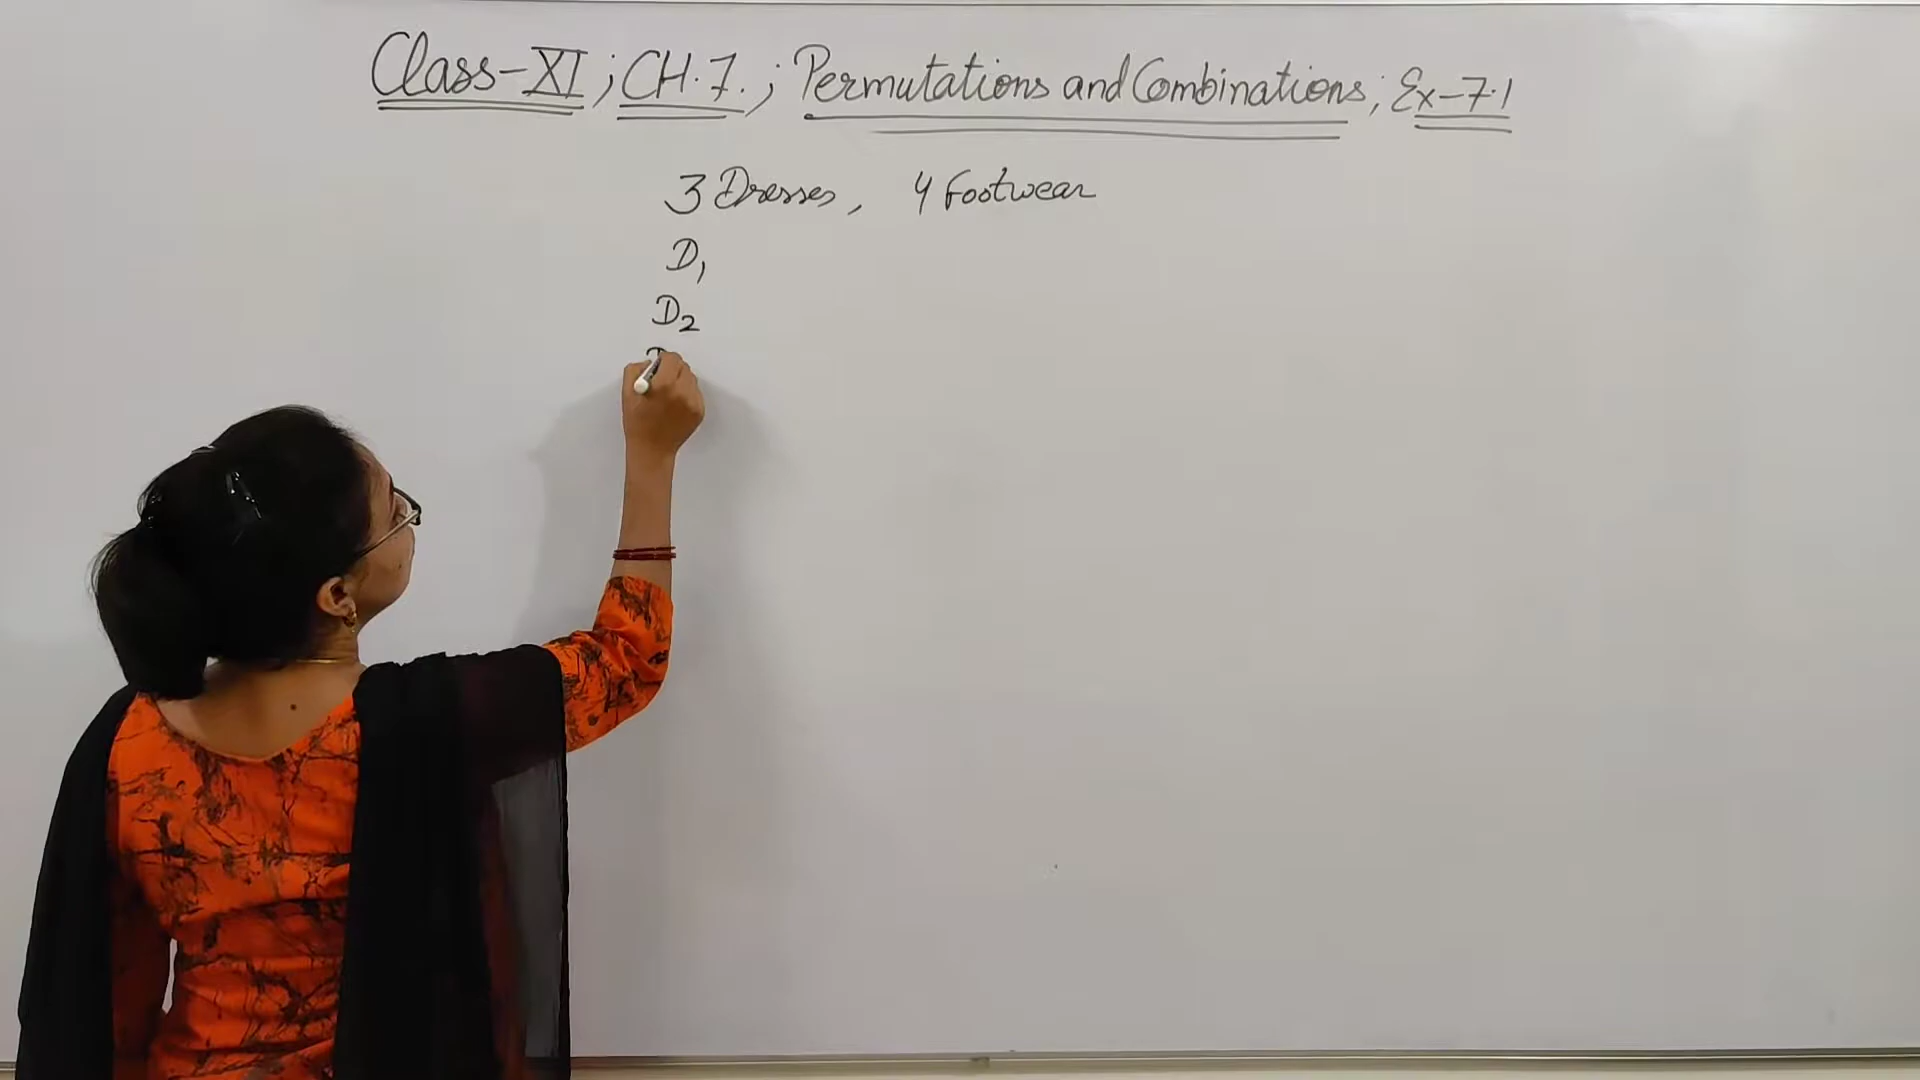 Class-XI; CH.7.; Permutations and Combinations; Ex-7.1
3 Dresses, 4 Footwear
D₁
D₂